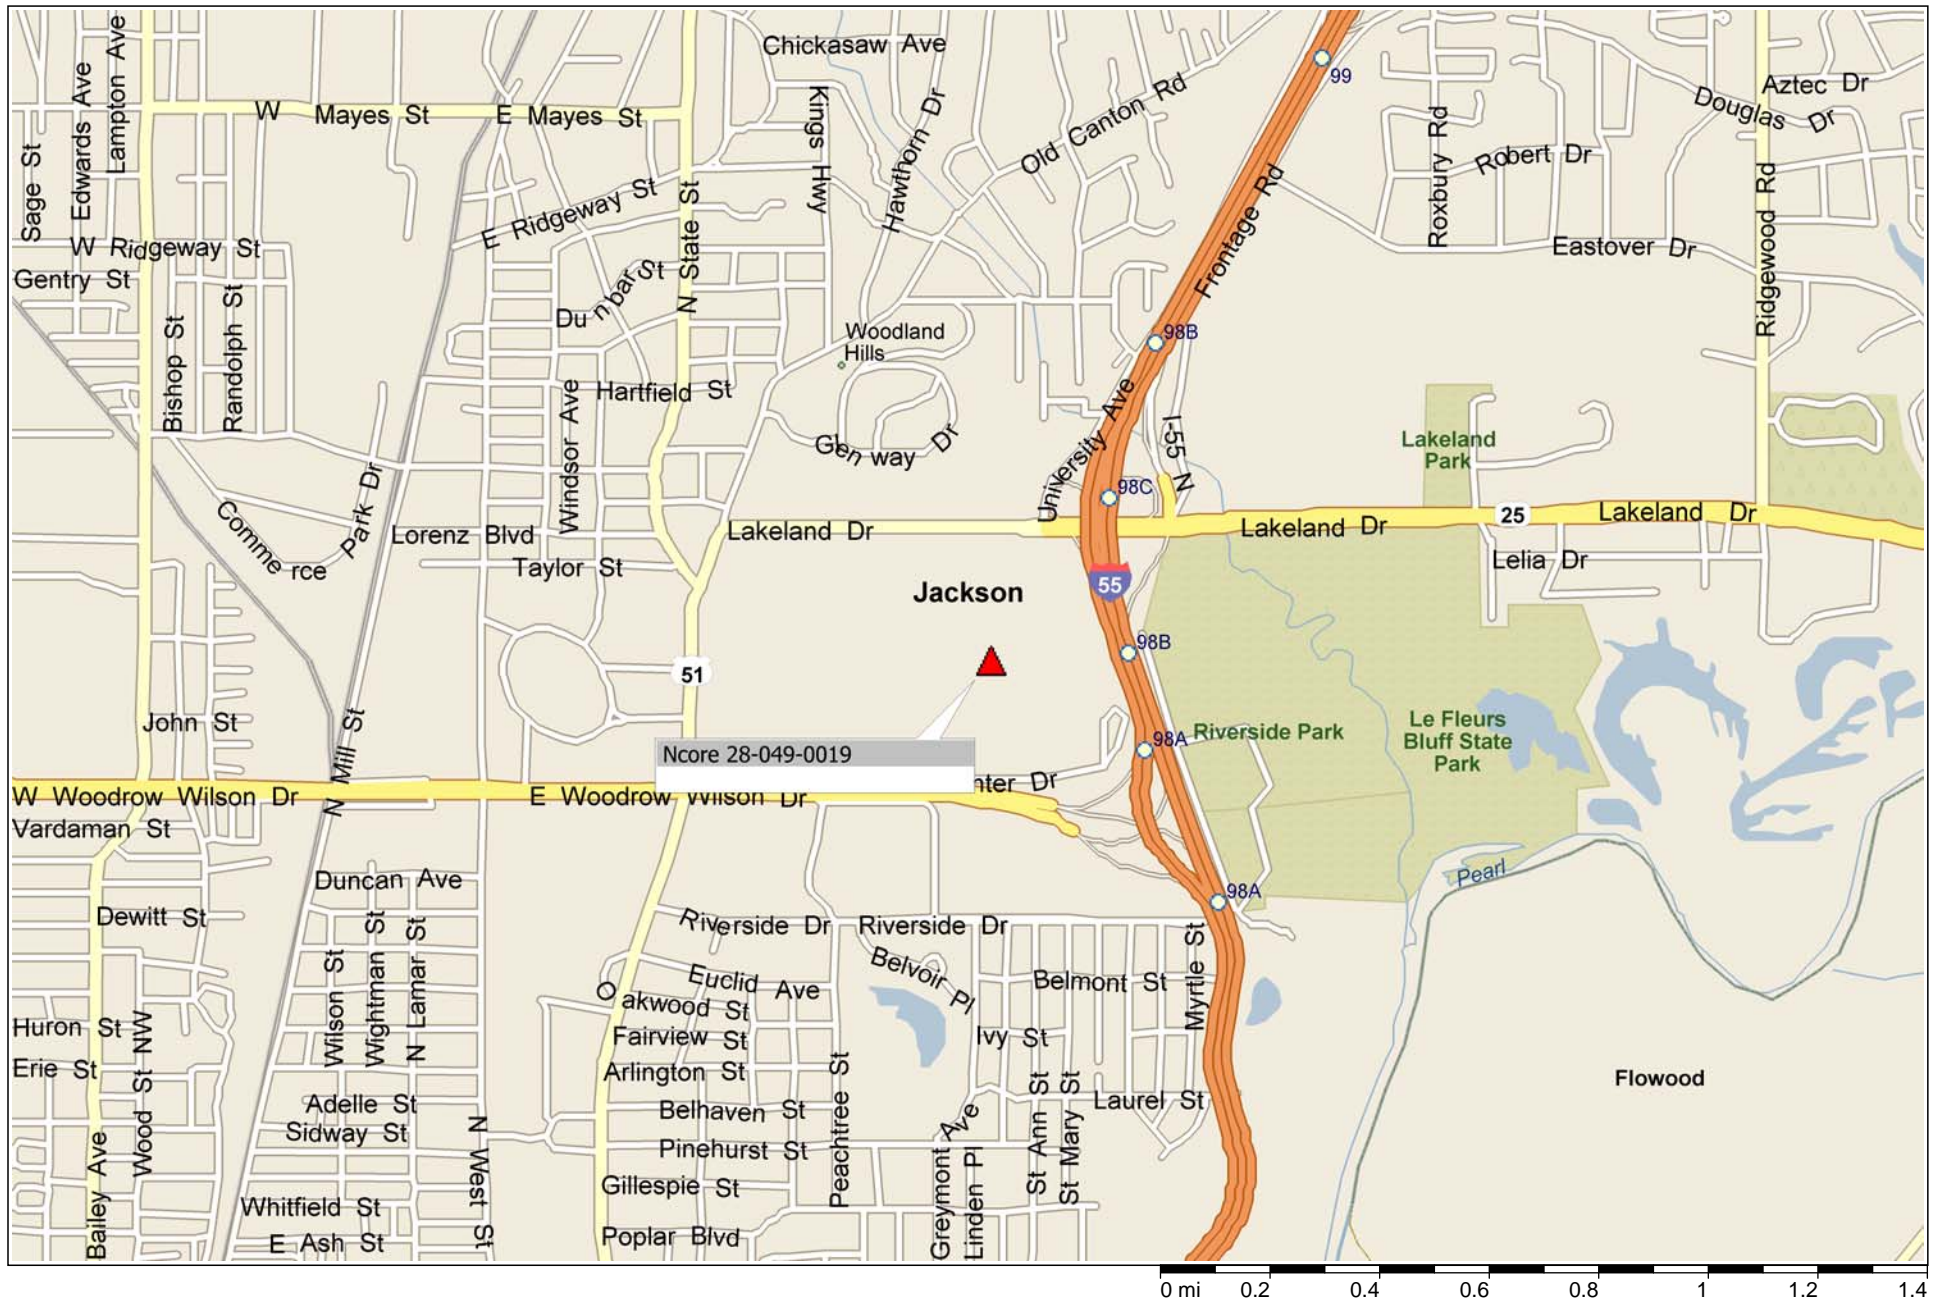 Chickasaw Ave
99
Aztec Dr
Douglas Dr
Sage St
Edwards Ave
Lampton Ave
W Mayes St
E Mayes St
Kings Hwy
Hawthorn Dr
Old Canton Rd
Frontage Rd
Roxbury Rd
Robert Dr
Ridgewood Rd
Eastover Dr
W Ridgeway St
E Ridgeway St
N State St
Gentry St
Dunbar St
Bishop St
Randolph St
Woodland
Hills
98B
Hartfield St
Windsor Ave
Glen way Dr
University Ave
I-55 N
Lakeland
Park
98C
Commerce
Park Dr
Lorenz Blvd
Taylor St
Lakeland Dr
Lakeland Dr
25
Lakeland Dr
Lelia Dr
55
Jackson
98B
51
John St
N Mill St
Ncore 28-049-0019
98A
Riverside Park
Le Fleurs
Bluff State
Park
nter Dr
W Woodrow Wilson Dr
E Woodrow Wilson Dr
Vardaman St
Duncan Ave
98A
Pearl
Dewitt St
Wilson St
Wightman St
N Lamar St
Riverside Dr
Riverside Dr
Myrtle St
Belvoir Pl
Euclid Ave
Belmont St
Oakwood St
Huron St
Wood St NW
Fairview St
Ivy St
Erie St
Arlington St
Peachtree St
Flowood
Adelle St
Belhaven St
St Ann St
St Mary St
Laurel St
Sidway St
N West St
Pinehurst St
Greymont Ave
Linden Pl
Bailey Ave
Gillespie St
Whitfield St
E Ash St
Poplar Blvd
0 mi 0.2 0.4 0.6 0.8 1 1.2 1.4